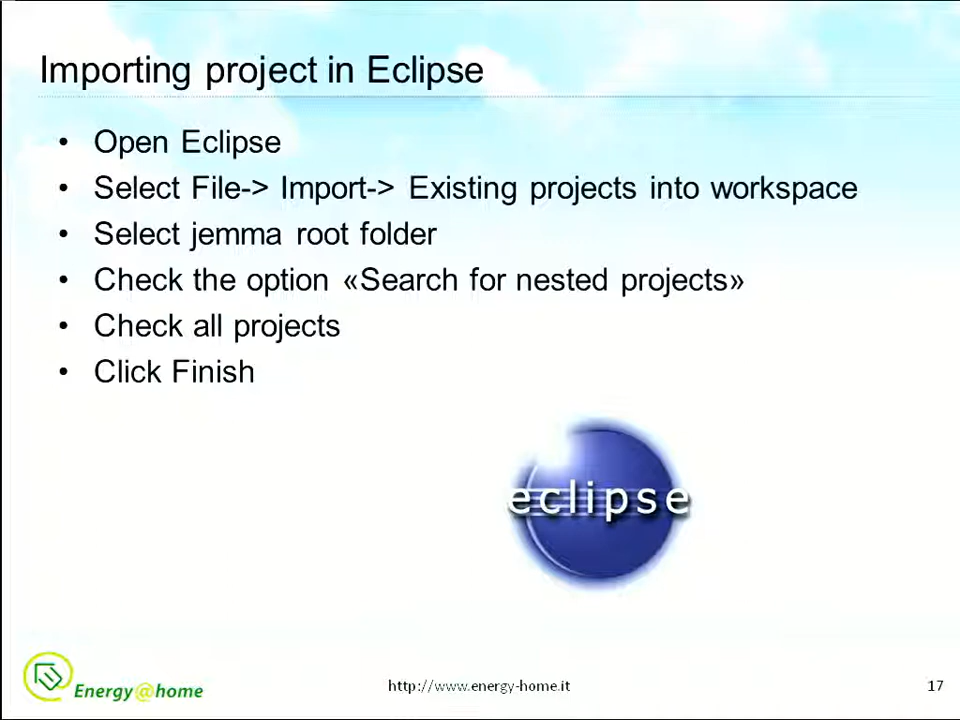 Importing project in Eclipse
• Open Eclipse
• Select File-> Import-> Existing projects into workspace
• Select jemma root folder
• Check the option «Search for nested projects»
• Check all projects
• Click Finish
eclipse
Energy@home
http://www.energy-home.it
17